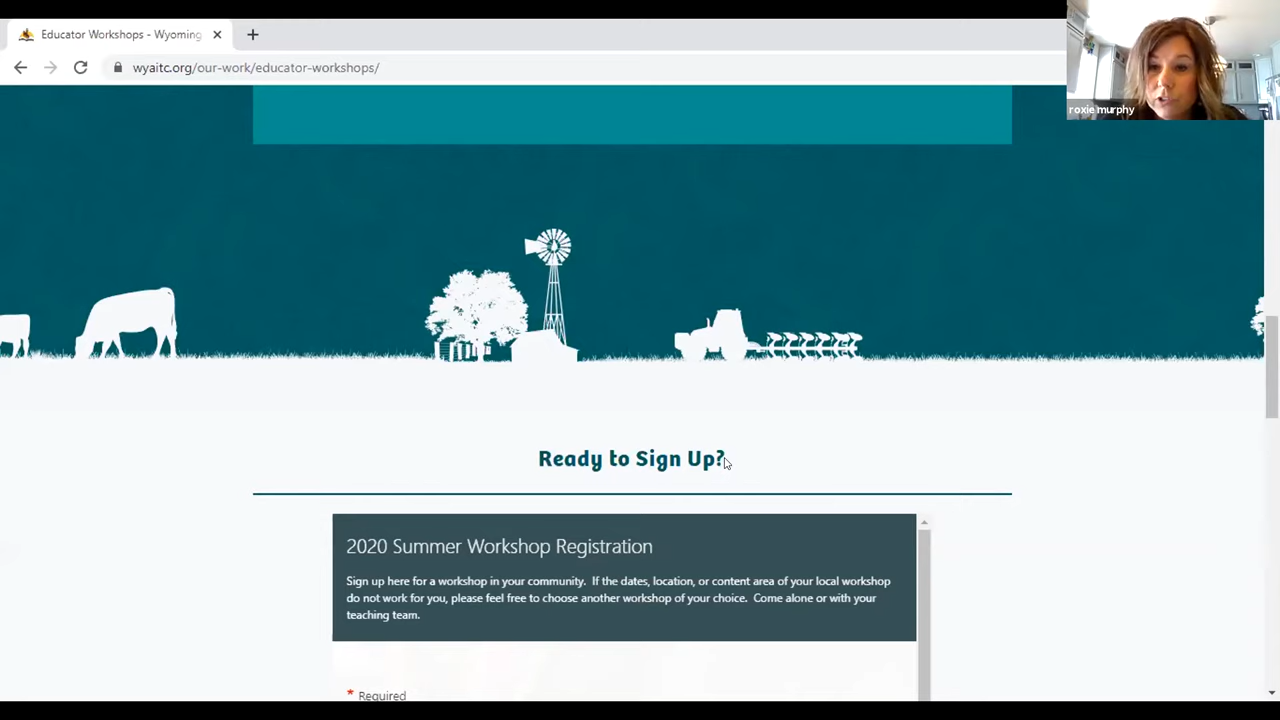 Educator Workshops - Wyoming
wyaitc.org/our-work/educator-workshops/
roxie murphy
Ready to Sign Up?
2020 Summer Workshop Registration
Sign up here for a workshop in your community. If the dates, location, or content area of your local workshop
do not work for you, please feel free to choose another workshop of your choice. Come alone or with your
teaching team.
* Required